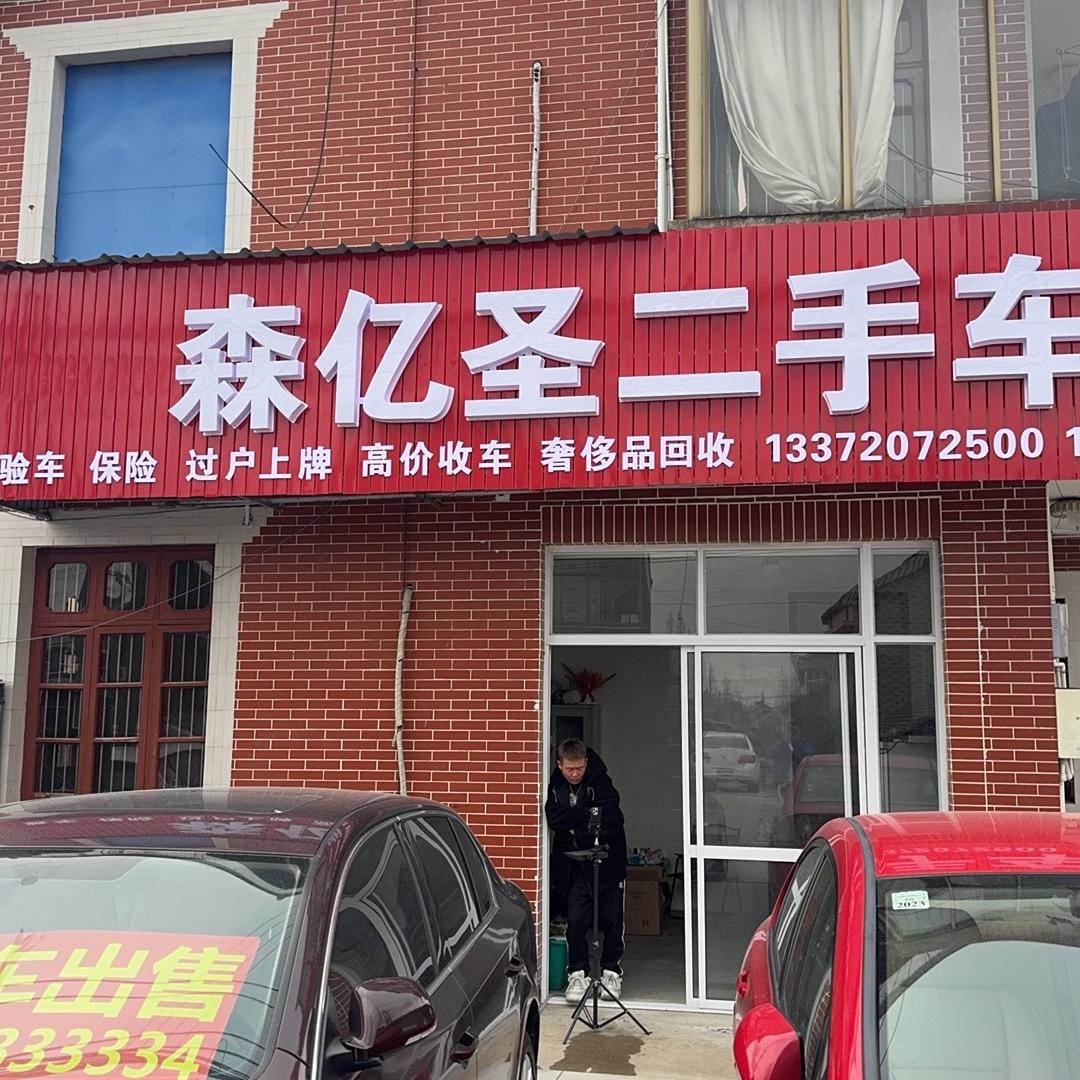 森亿圣二手车
验车 保险 过户上牌 高价收车 奢侈品回收 13372072500 1
车出售
333334
2023